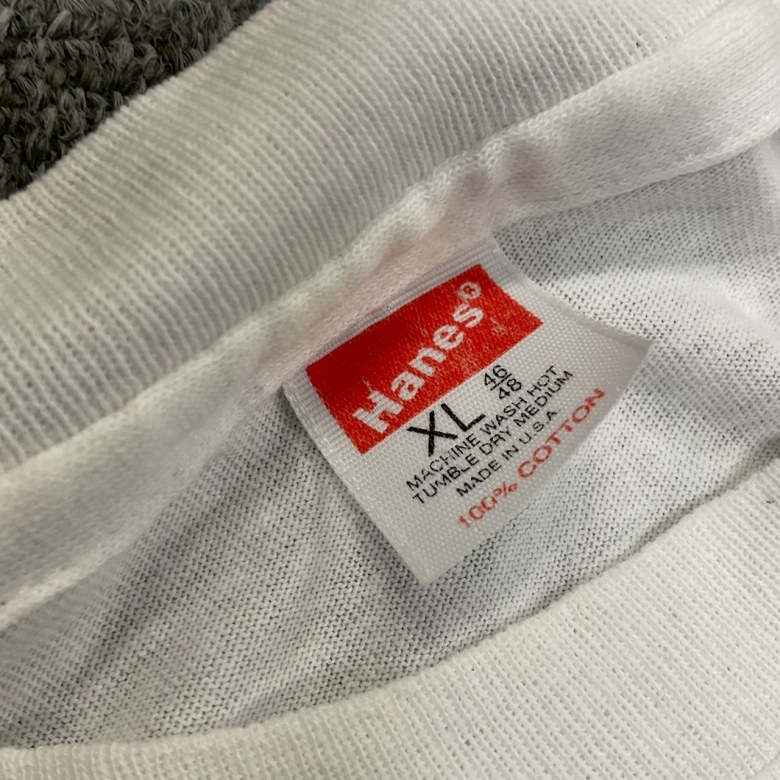 Hanes®
XL 46/48
MACHINE WASH HOT
TUMBLE DRY MEDIUM
MADE IN U.S.A
100% COTTON